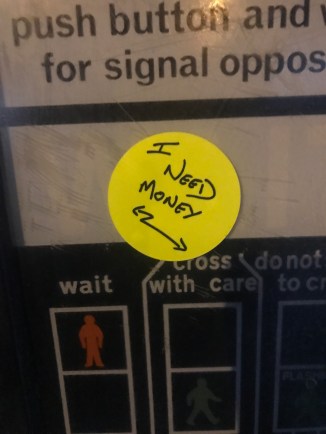 push button and
for signal oppos
I
NEED
MONEY
cross do not
wait with care to cr